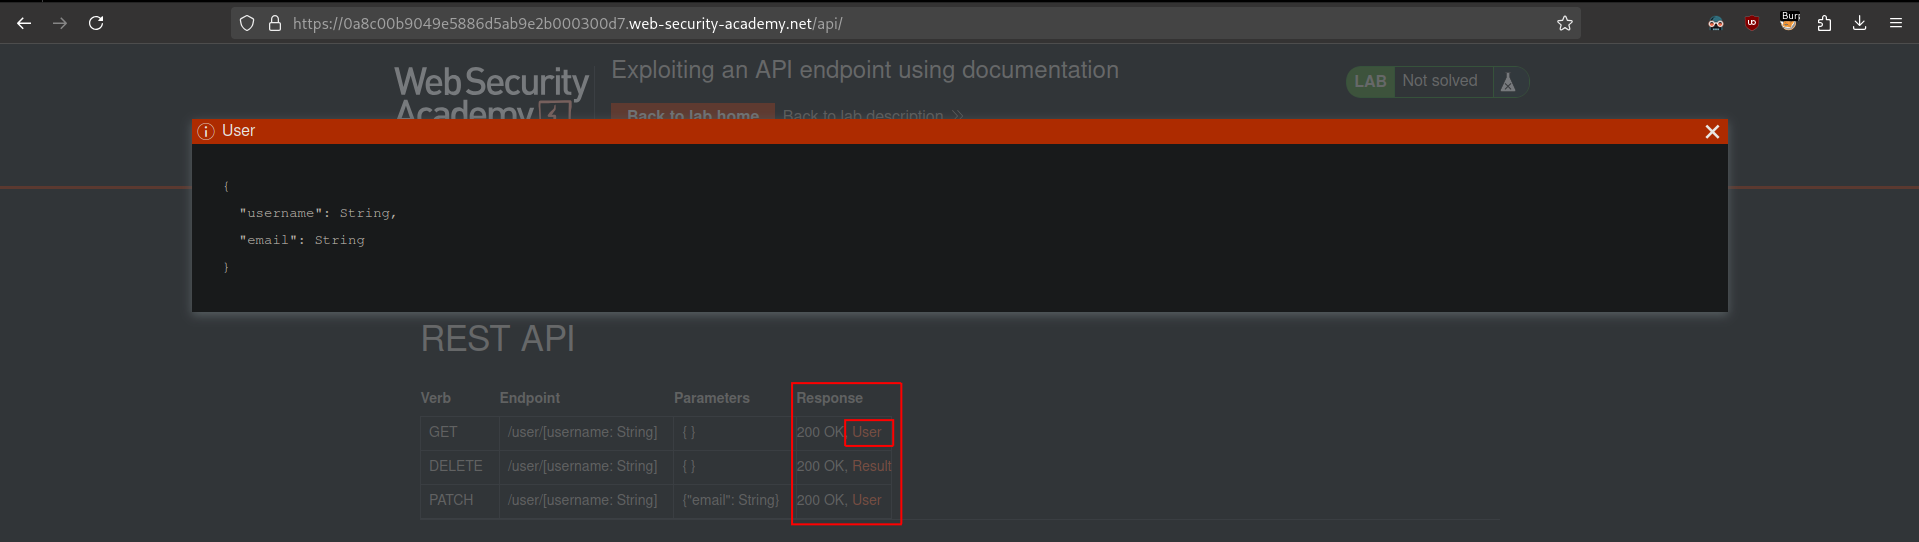 https://0a8c00b9049e5886d5ab9e2b000300d7.web-security-academy.net/api/
Bur
WebSecurity
Academy
Exploiting an API endpoint using documentation
Back to lab home
Back to lab description
LAB Not solved
User
{
"username": String,
"email": String
}
REST API
Verb Endpoint Parameters Response
GET /user/[username: String] { } 200 OK, User
DELETE /user/[username: String] { } 200 OK, Result
PATCH /user/[username: String] {"email": String} 200 OK, User